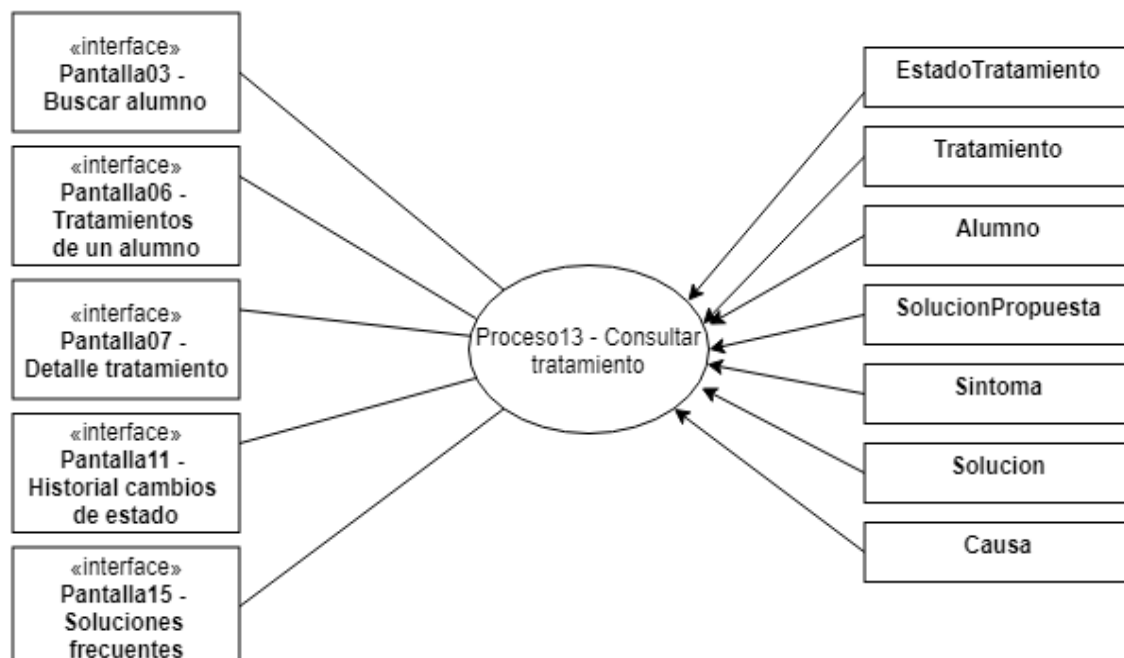 «interface»
Pantalla03 -
Buscar alumno
«interface»
Pantalla06 -
Tratamientos
de un alumno
«interface»
Pantalla07 -
Detalle tratamiento
«interface»
Pantalla11 -
Historial cambios
de estado
«interface»
Pantalla15 -
Soluciones
frecuentes
Proceso13 - Consultar
tratamiento
EstadoTratamiento
Tratamiento
Alumno
SolucionPropuesta
Sintoma
Solucion
Causa